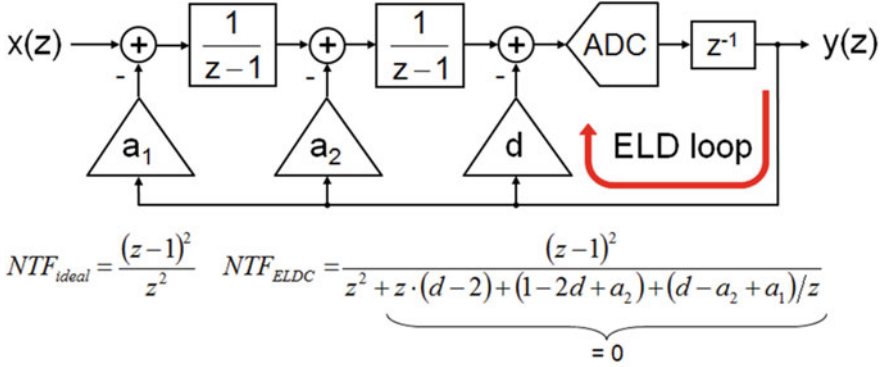 x(z) + 1/(z−1) + 1/(z−1) + ADC z⁻¹ y(z)
- - -
a₁ a₂ d ELD loop
NTF_ideal = (z−1)²/z² NTF_ELDC = (z−1)²/(z² + z·(d−2) + (1−2d+a₂) + (d−a₂+a₁)/z)
= 0